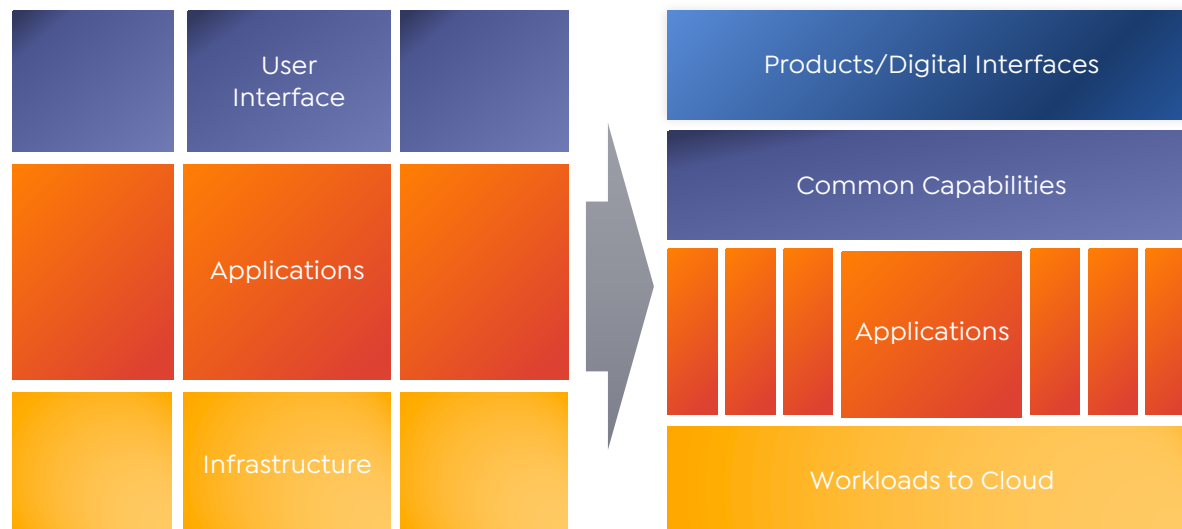 User
Interface
Applications
Infrastructure
Products/Digital Interfaces
Common Capabilities
Applications
Workloads to Cloud